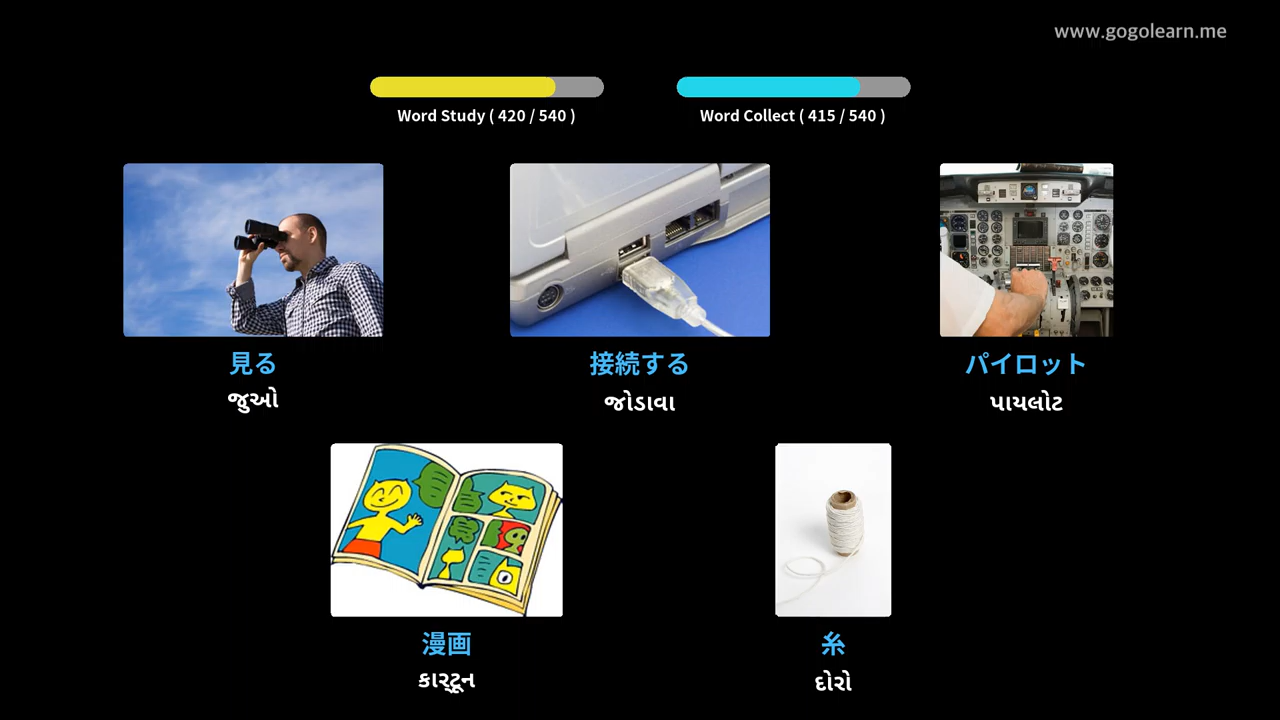 www.gogolearn.me
Word Study ( 420 / 540 )
Word Collect ( 415 / 540 )
見る
જુઓ
接続する
જોડાવા
パイロット
પાયલોટ
漫画
કાર્ટૂન
糸
દોરો